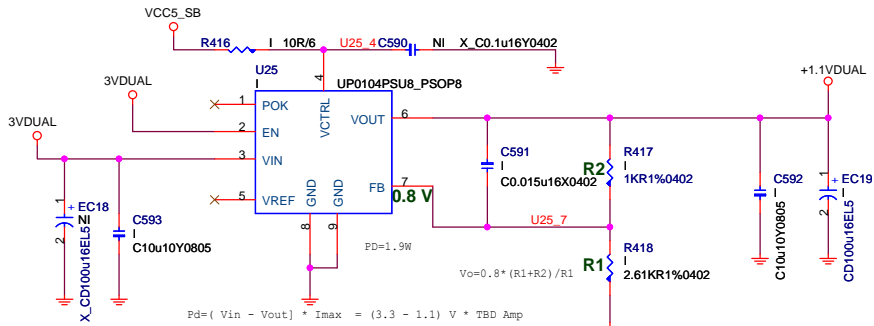 VCC5_SB
R416
I 10R/6
U25_4
C590
NI
X_C0.1u16Y0402
U25
I
UP0104PSU8_PSOP8
+1.1VDUAL
3VDUAL
3VDUAL
4
1
POK
VCTRL
2
EN
VOUT
6
3
VIN
5
VREF
GND
GND
FB
7
0.8 V
8
9
C591
I
C0.015u16X0402
R2
R417
I
1KR1%0402
U25_7
R1
R418
I
2.61KR1%0402
C592
I
C10u10Y0805
1
2
+
EC19
I
CD100u16EL5
1
2
+
EC18
NI
X_CD100u16EL5
C593
I
C10u10Y0805
PD=1.9W
Vo=0.8*(R1+R2)/R1
Pd=( Vin - Vout] * Imax = (3.3 - 1.1) V * TBD Amp